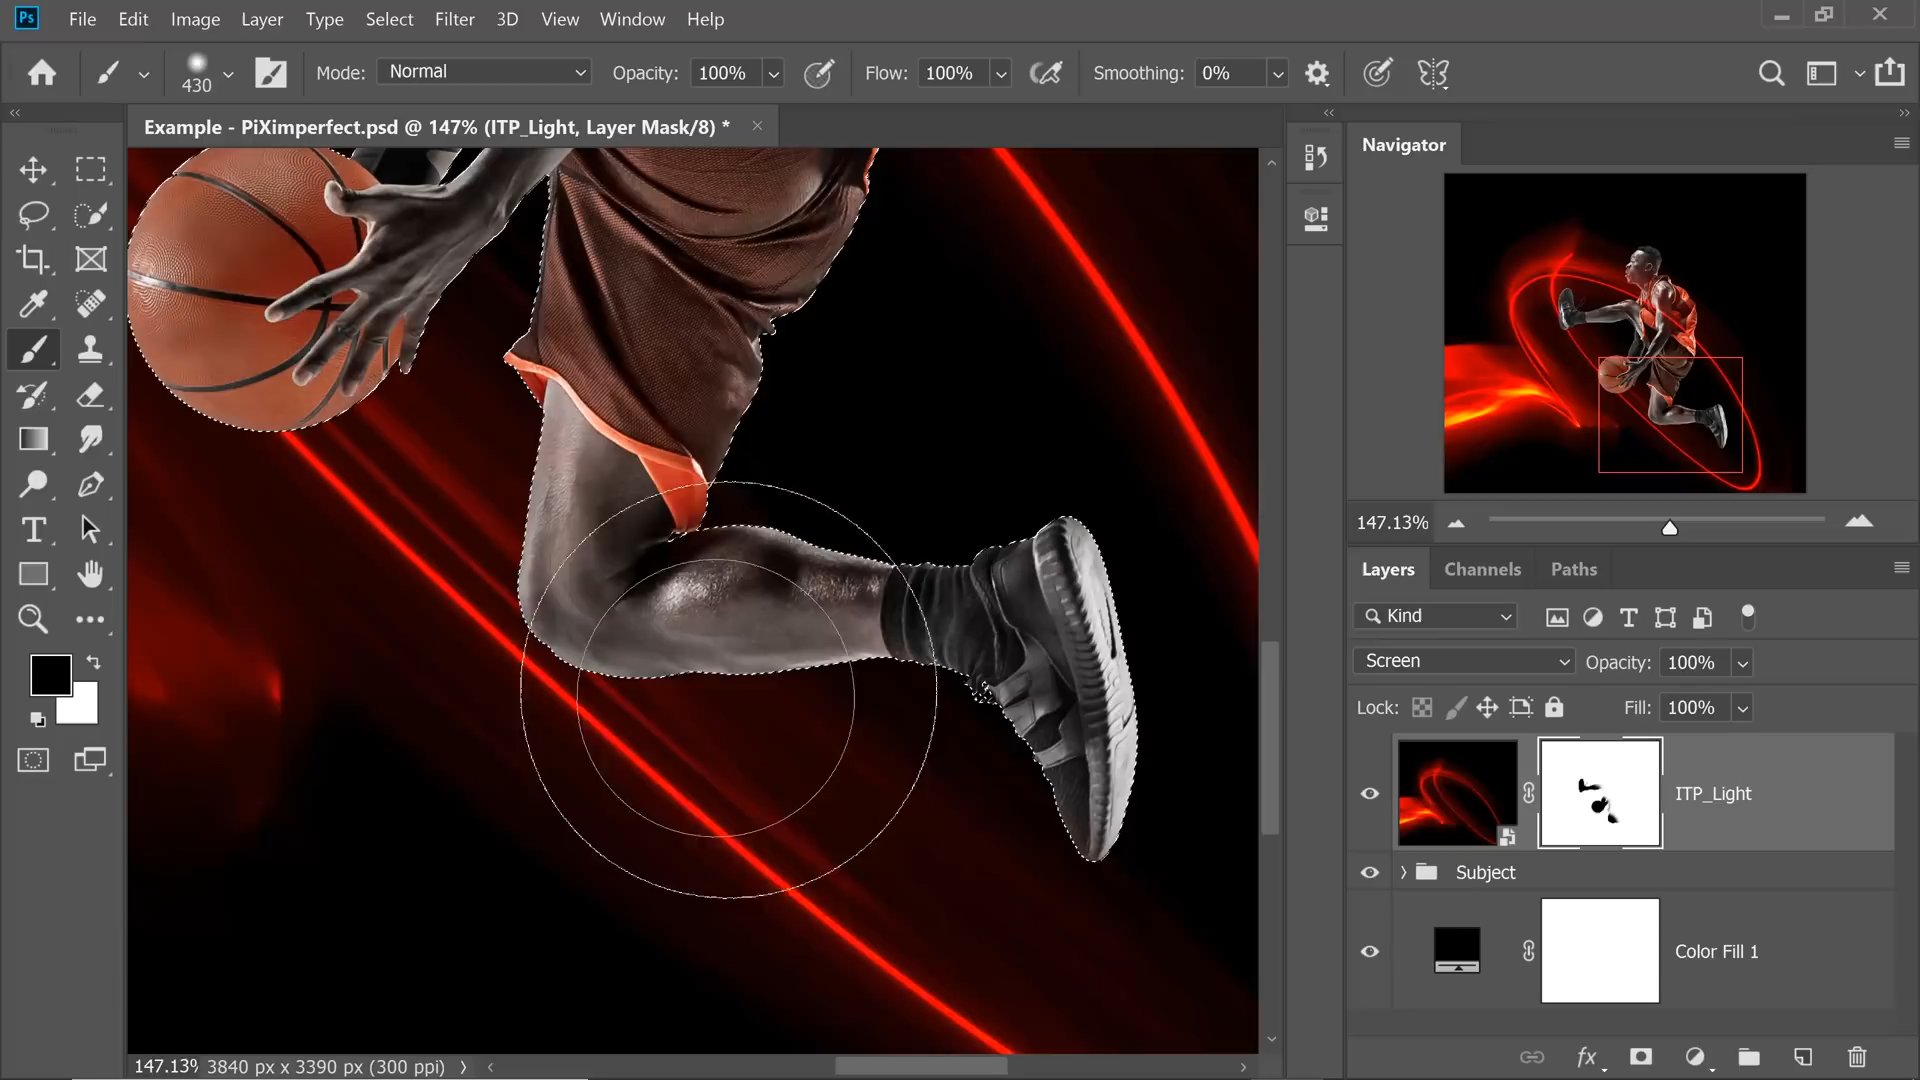 Ps File Edit Image Layer Type Select Filter 3D View Window Help
430 Mode: Normal Opacity: 100% Flow: 100% Smoothing: 0%
Example - PiXimperfect.psd @ 147% (ITP_Light, Layer Mask/8) *
Navigator
147.13%
Layers Channels Paths
Kind
Screen Opacity: 100%
Lock: Fill: 100%
ITP_Light
Subject
Color Fill 1
fx
147.13% 3840 px x 3390 px (300 ppi)